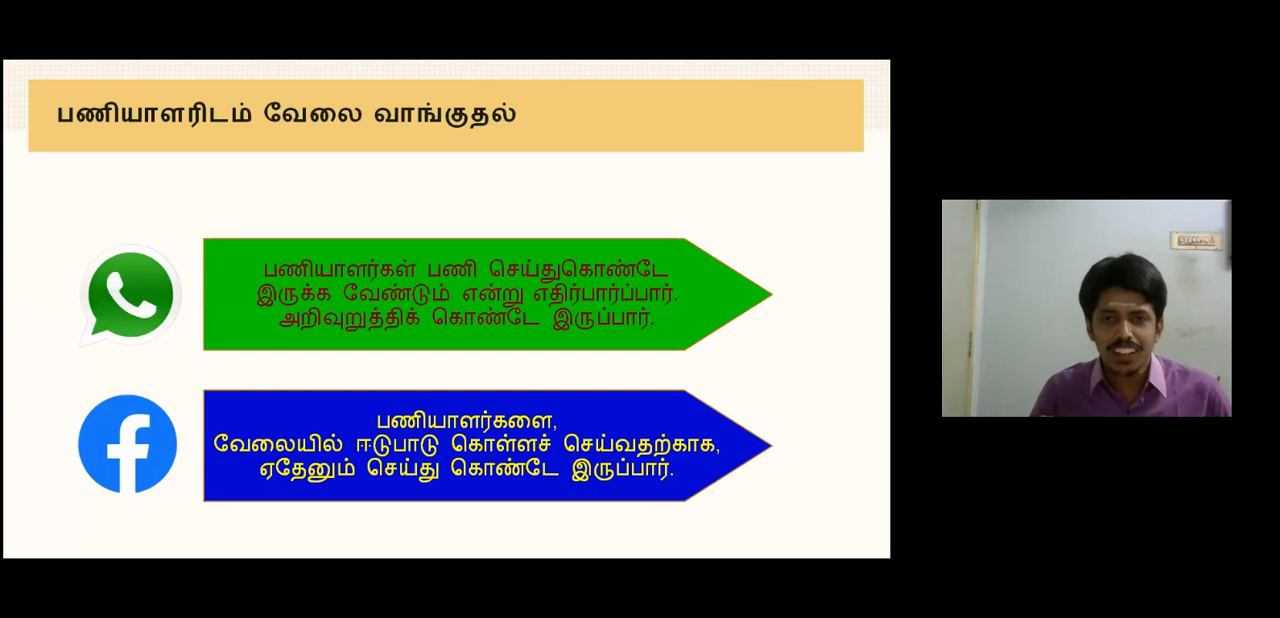 பணியாளரிடம் வேலை வாங்குதல்
பணியாளர்கள் பணி செய்துகொண்டே
இருக்க வேண்டும் என்று எதிர்பார்ப்பார்.
அறிவுறுத்திக் கொண்டே இருப்பார்.
பணியாளர்களை,
வேலையில் ஈடுபாடு கொள்ளச் செய்வதற்காக,
ஏதேனும் செய்து கொண்டே இருப்பார்.